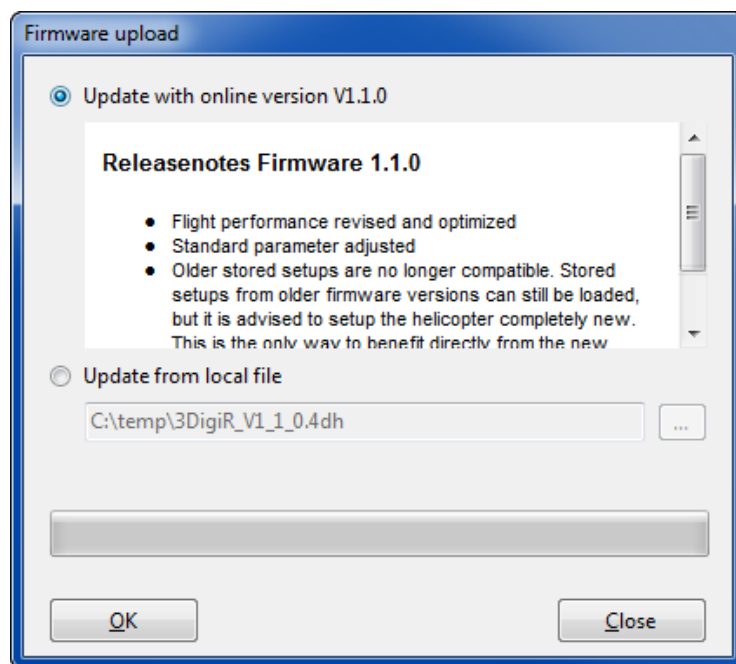 Firmware upload
Update with online version V1.1.0
Releasenotes Firmware 1.1.0
● Flight performance revised and optimized
● Standard parameter adjusted
● Older stored setups are no longer compatible. Stored
setups from older firmware versions can still be loaded,
but it is advised to setup the helicopter completely new.
This is the only way to benefit directly from the new
Update from local file
C:\temp\3DigiR_V1_1_0.4dh
...
OK
Close